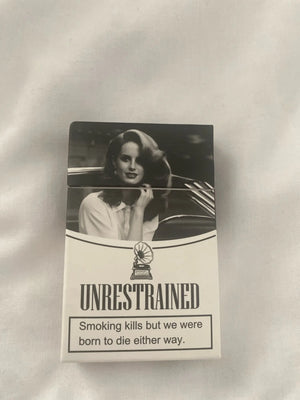 UNRESTRAINED
Smoking kills but we were
born to die either way.